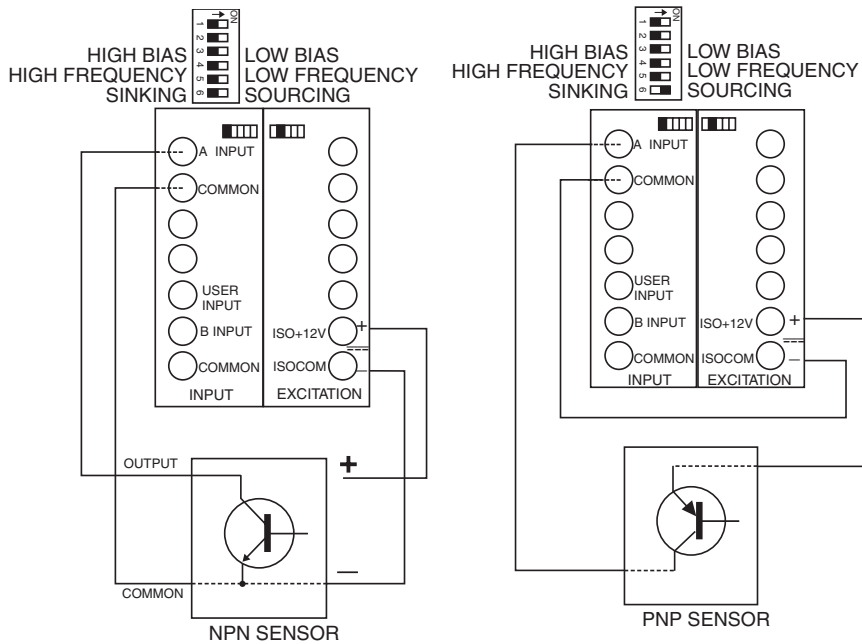 ON
1
2
3
4
5
6
HIGH BIAS LOW BIAS
HIGH FREQUENCY LOW FREQUENCY
SINKING SOURCING
A INPUT
COMMON
USER
INPUT
B INPUT ISO+12V +
COMMON ISOCOM –
INPUT EXCITATION
OUTPUT +
COMMON –
NPN SENSOR
ON
1
2
3
4
5
6
HIGH BIAS LOW BIAS
HIGH FREQUENCY LOW FREQUENCY
SINKING SOURCING
A INPUT
COMMON
USER
INPUT
B INPUT ISO+12V +
COMMON ISOCOM –
INPUT EXCITATION
PNP SENSOR